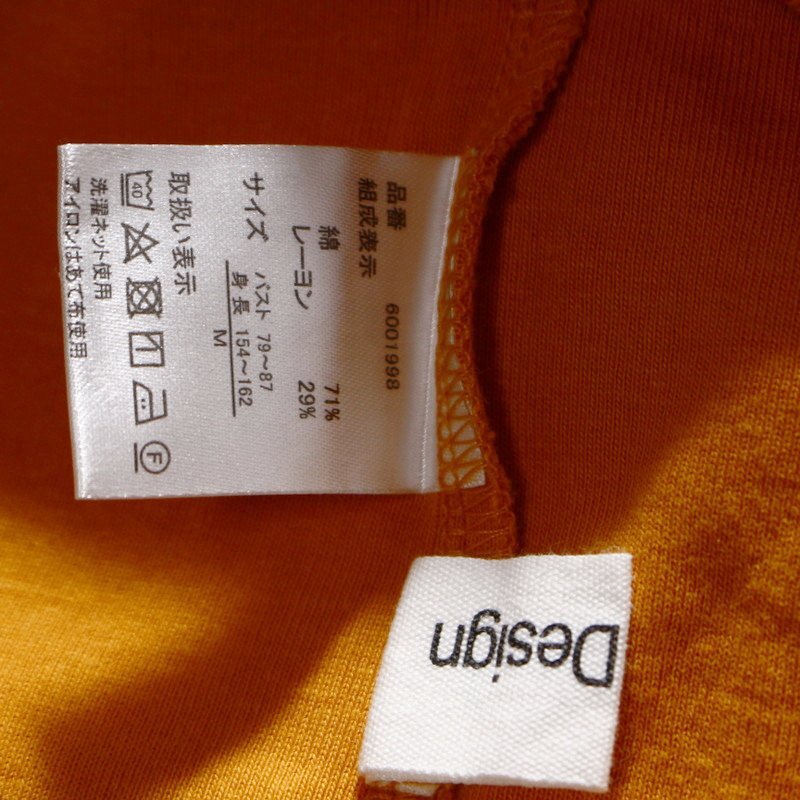 品番 6001998
組成表示
綿 71%
レーヨン 29%
サイズ バスト 79~87
身長 154~162
M
取扱い表示
40
F
洗濯ネット使用
アイロンはあて布使用
Design